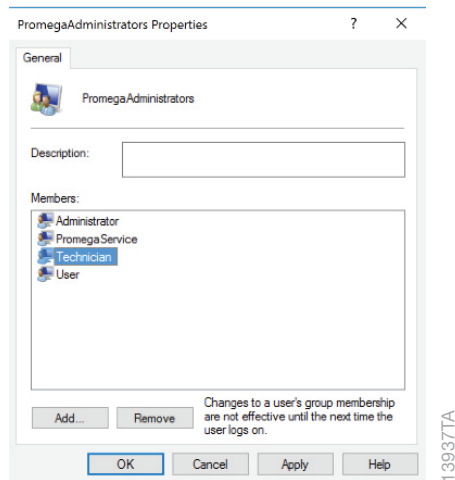 PromegaAdministrators Properties ? ×
General
PromegaAdministrators
Description:
Members:
Administrator
PromegaService
Technician
User
Add... Remove
Changes to a user's group membership
are not effective until the next time the
user logs on.
OK Cancel Apply Help
13937TA